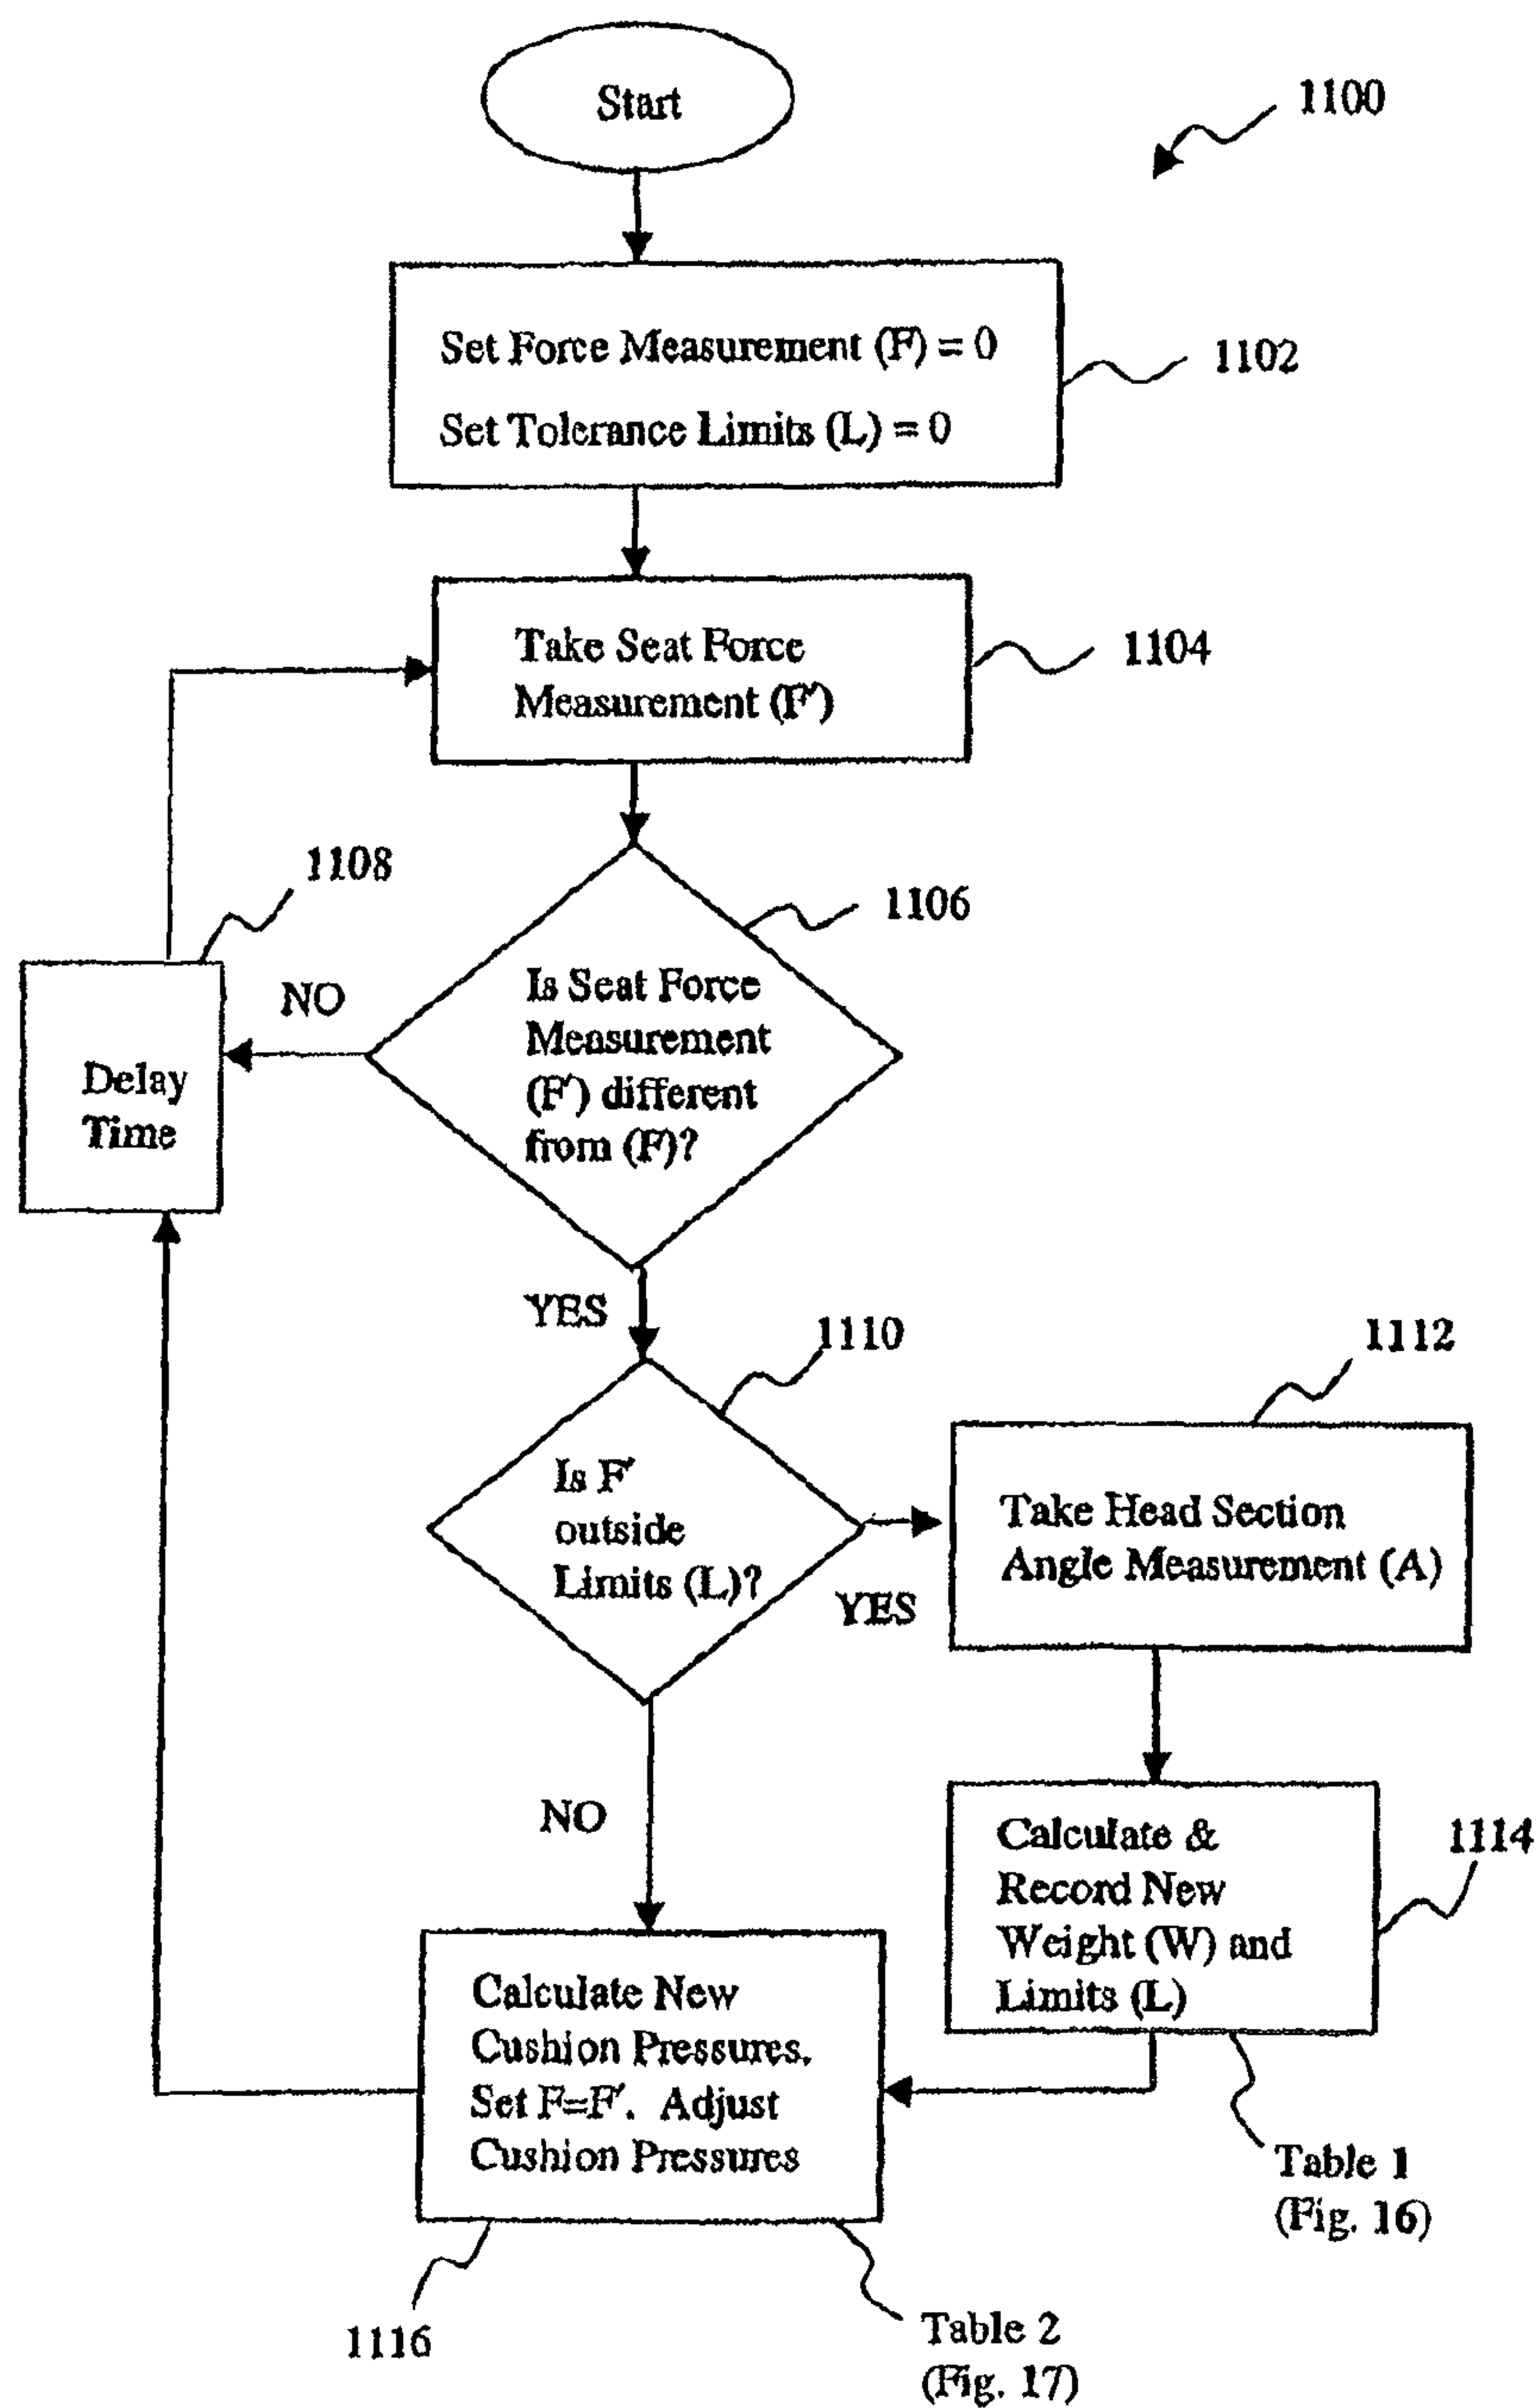 Start
1100
Set Force Measurement (F) = 0
Set Tolerance Limits (L) = 0
1102
Take Seat Force
Measurement (F')
1104
1108
1106
NO
Is Seat Force
Measurement
(F') different
from (F)?
Delay
Time
YES
1110
1112
Is F'
outside
Limits (L)?
YES
Take Head Section
Angle Measurement (A)
NO
Calculate &
Record New
Weight (W) and
Limits (L)
1114
Calculate New
Cushion Pressures.
Set F=F'. Adjust
Cushion Pressures
Table 1
(Fig. 16)
1116
Table 2
(Fig. 17)